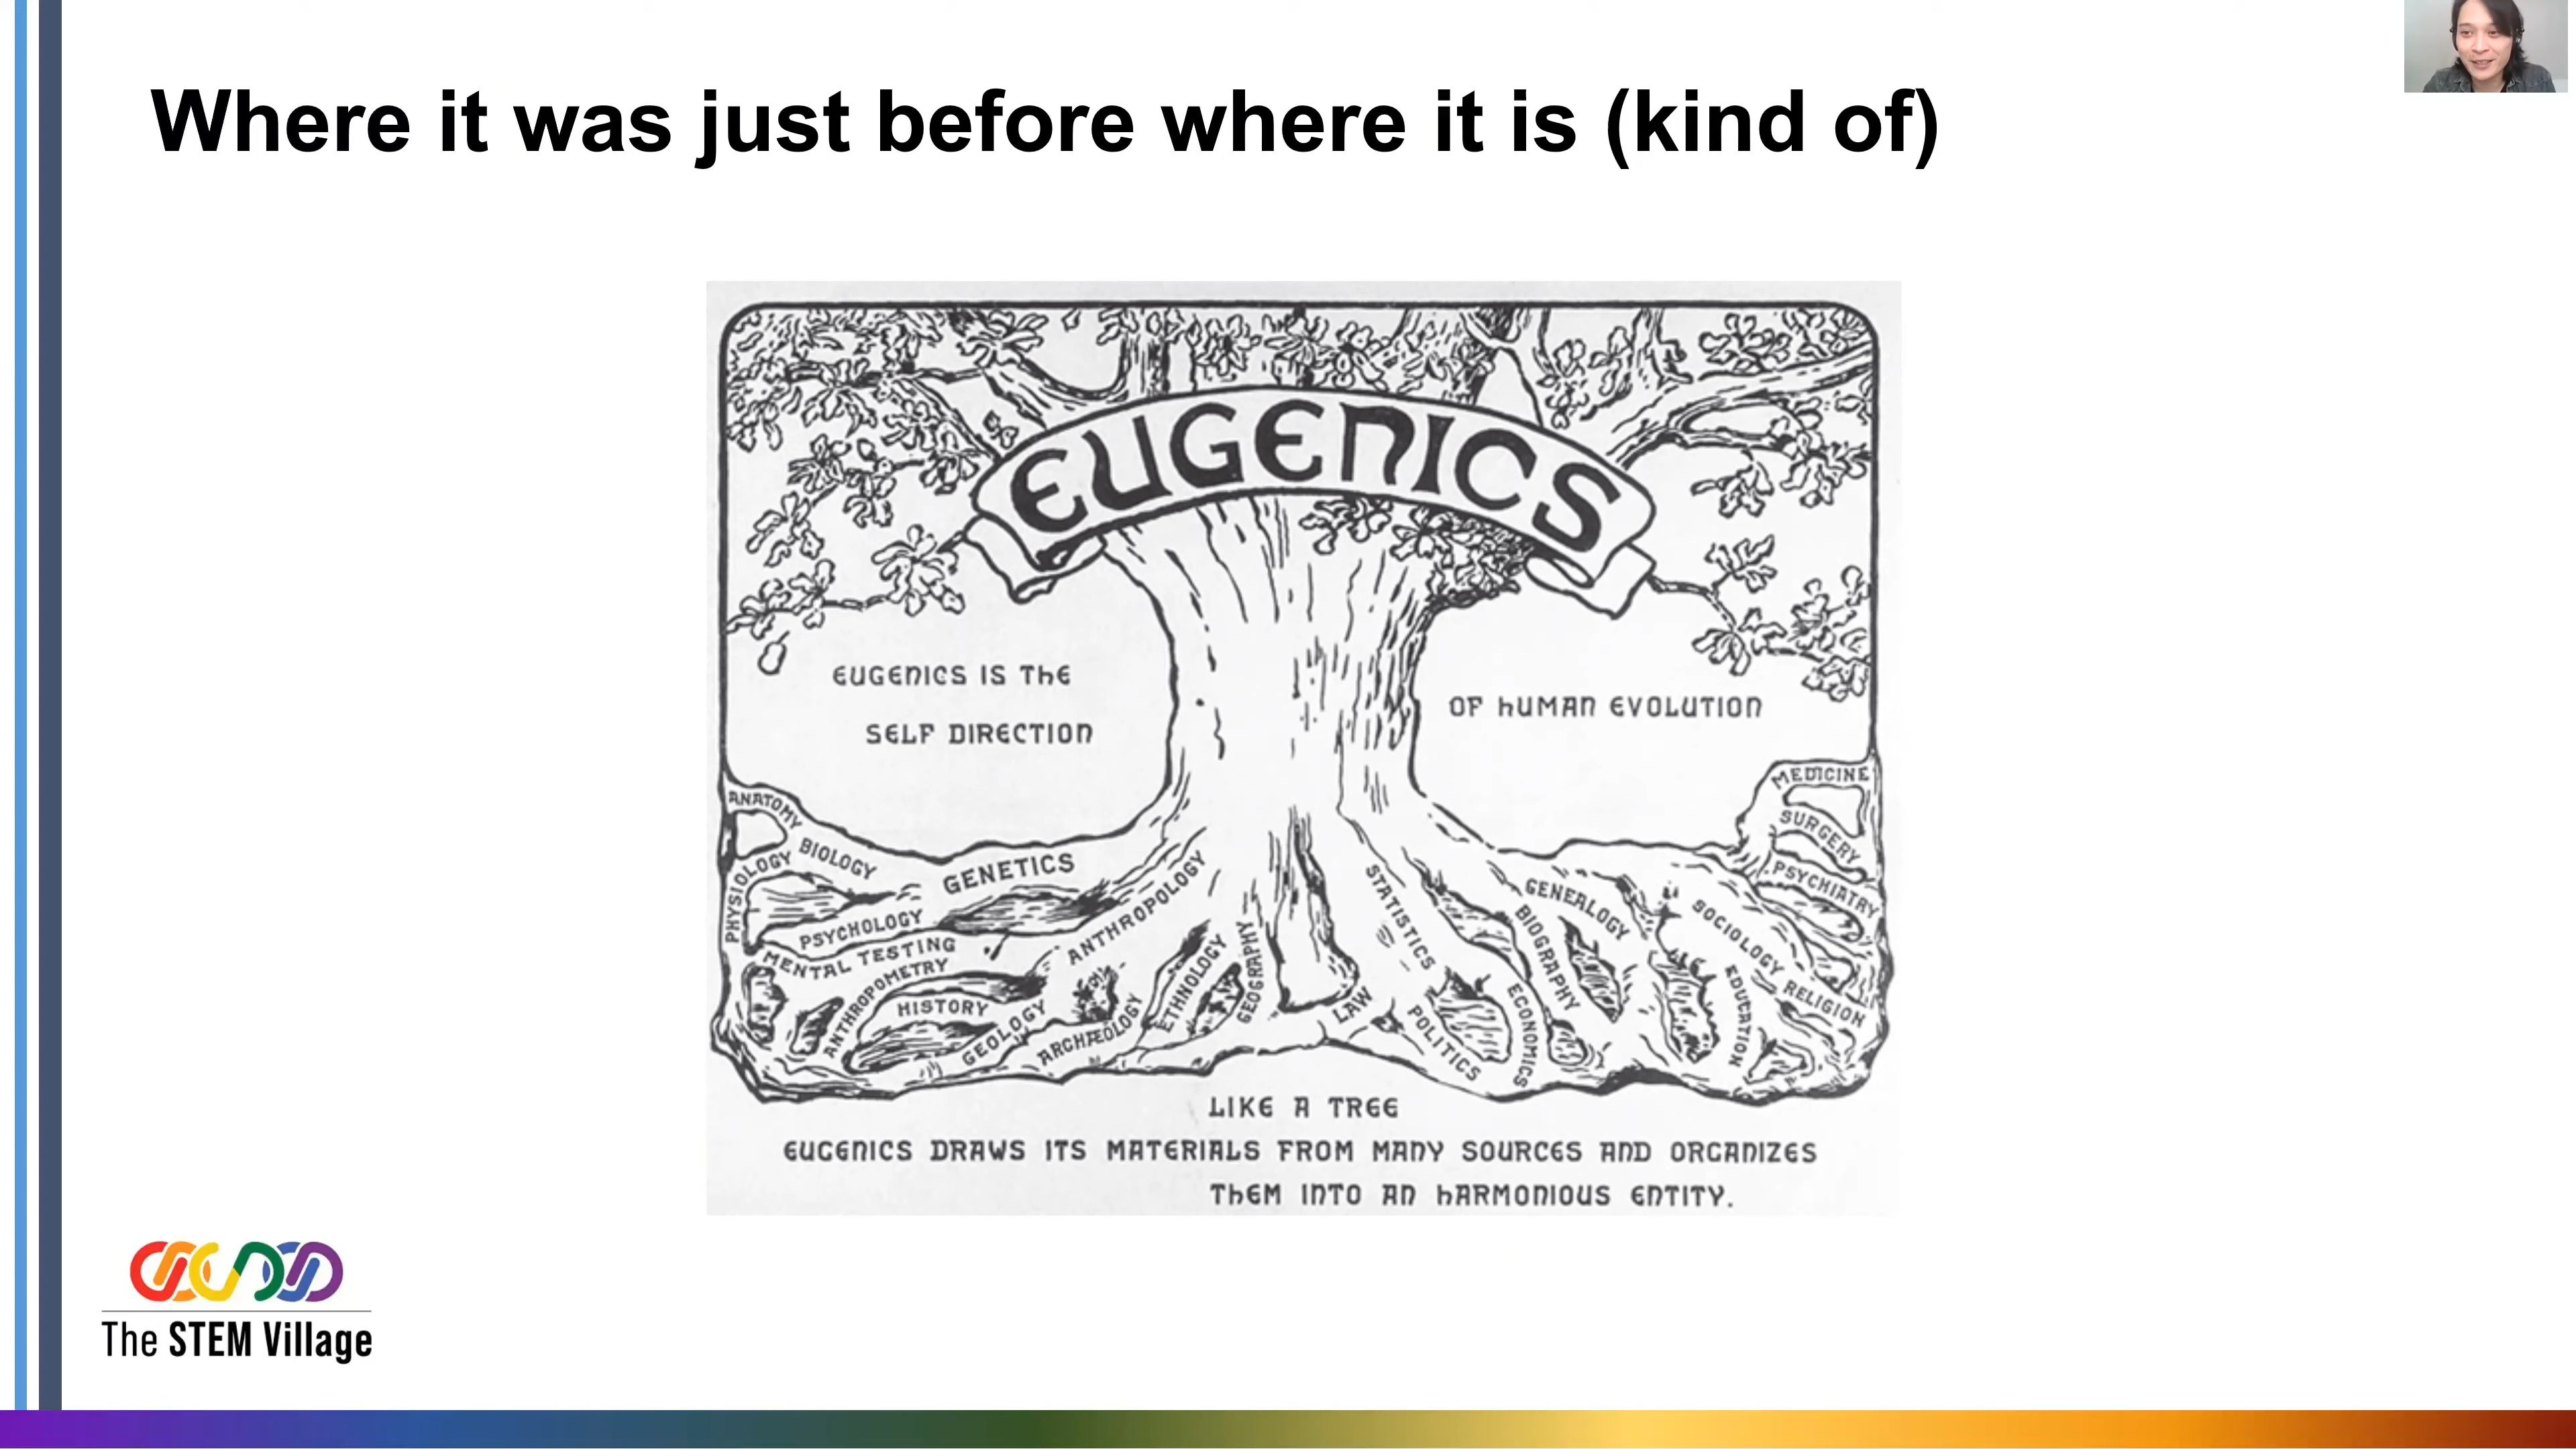 Where it was just before where it is (kind of)
EUGENICS
EUGENICS IS THE
SELF DIRECTION
OF HUMAN EVOLUTION
ANATOMY
BIOLOGY
PHYSIOLOGY
GENETICS
PSYCHOLOGY
MENTAL TESTING
ANTHROPOMETRY
HISTORY
GEOLOGY
ANTHROPOLOGY
ARCHÆOLOGY
ETHNOLOGY
GEOGRAPHY
LAW
STATISTICS
POLITICS
ECONOMICS
BIOGRAPHY
GENEALOGY
EDUCATION
SOCIOLOGY
RELIGION
PSYCHIATRY
SURGERY
MEDICINE
LIKE A TREE
EUGENICS DRAWS ITS MATERIALS FROM MANY SOURCES AND ORGANIZES
THEM INTO AN HARMONIOUS ENTITY.
The STEM Village